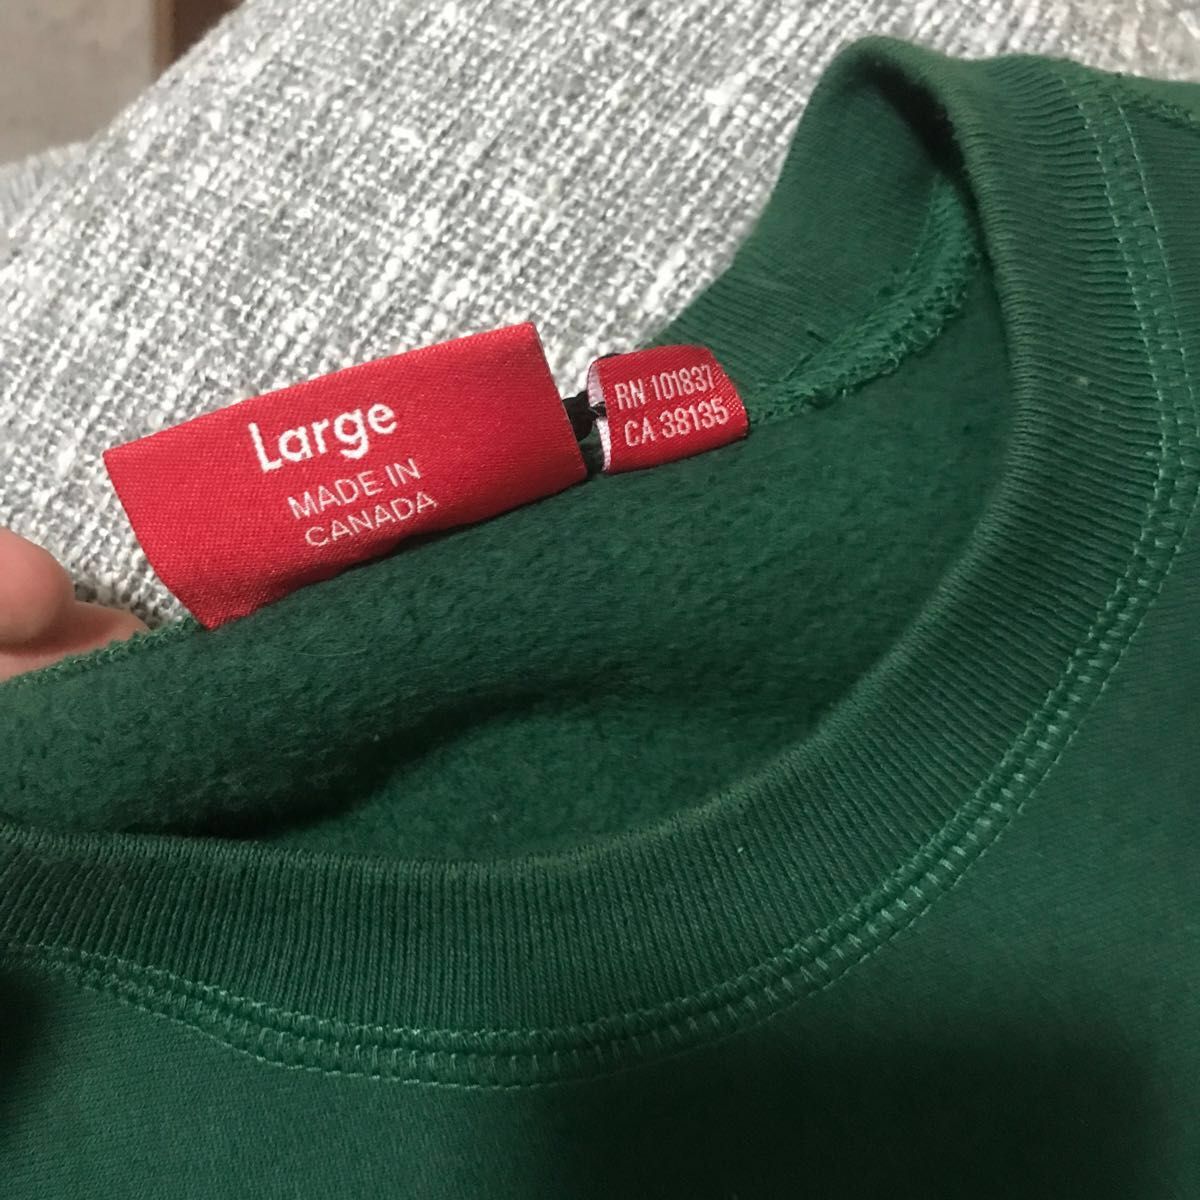 Large
MADE IN
CANADA
RN 101837
CA 38135